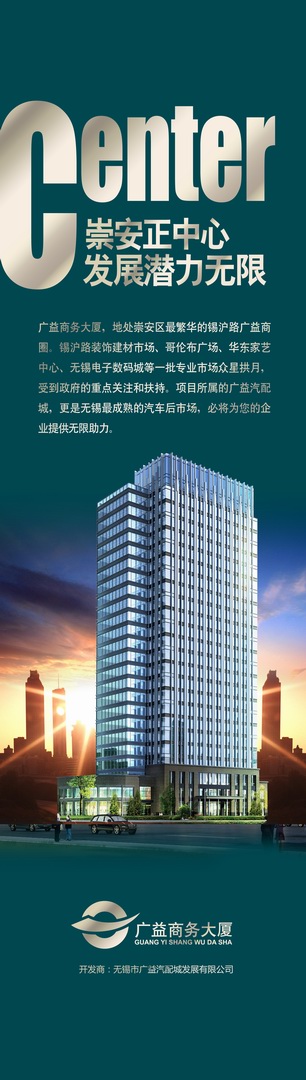 Center
崇安正中心
发展潜力无限
广益商务大厦，地处崇安区最繁华的锡沪路广益商
圈。锡沪路装饰建材市场、哥伦布广场、华东家艺
中心、无锡电子数码城等一批专业市场众星拱月，
受到政府的重点关注和扶持。项目所属的广益汽配
城，更是无锡最成熟的汽车后市场，必将为您的企
业提供无限助力。
广益商务大厦
GUANG YI SHANG WU DA SHA
开发商：无锡市广益汽配城发展有限公司